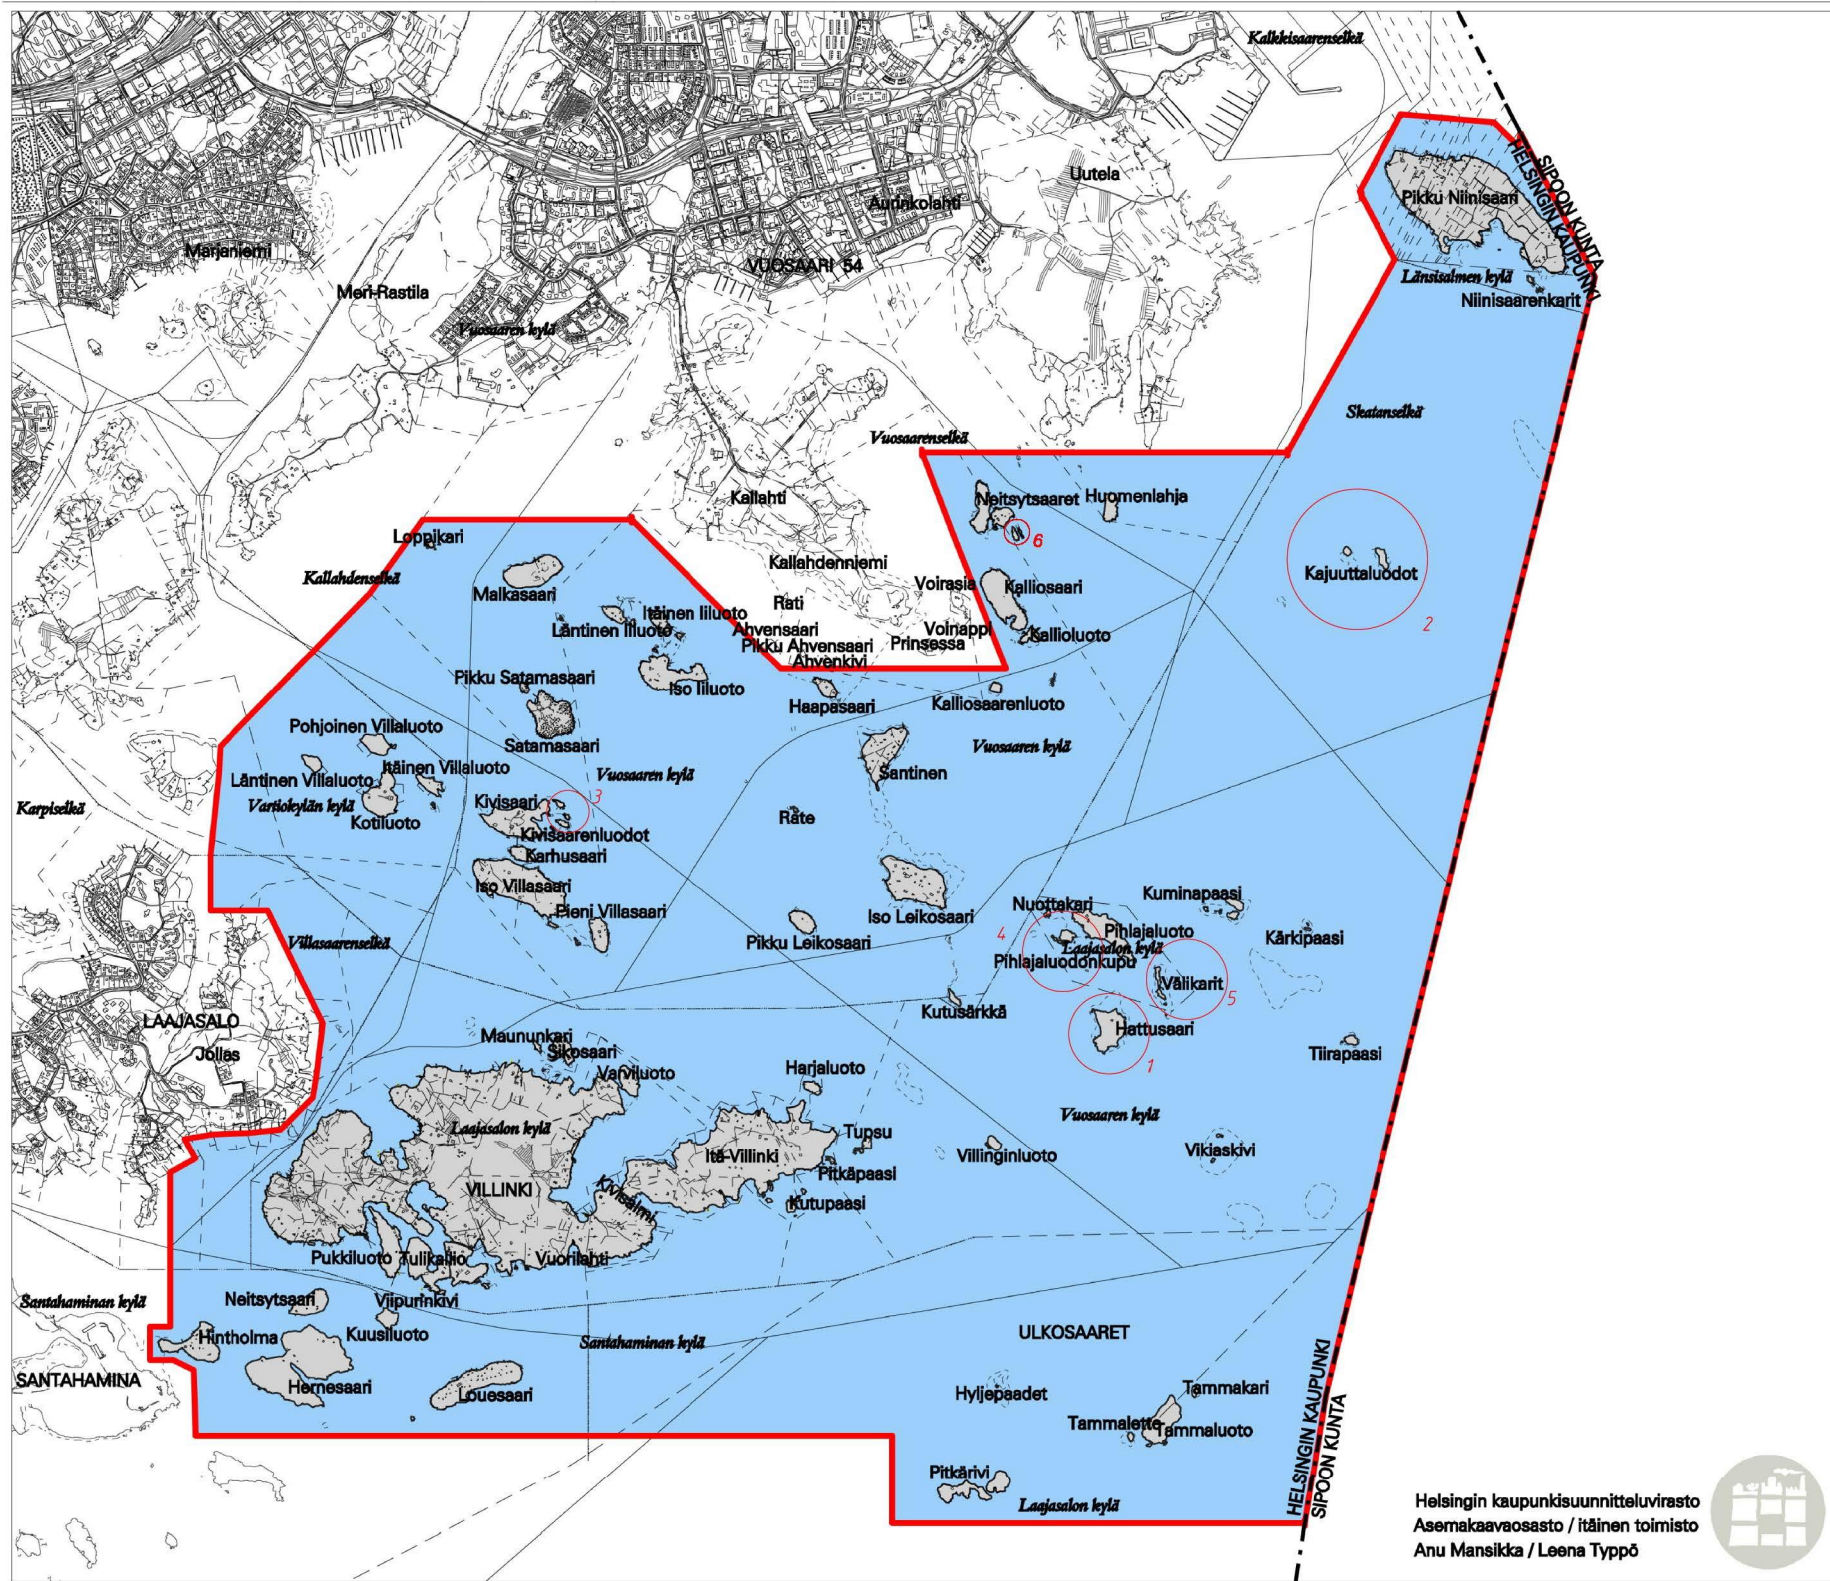 Kalkkisaarenselkä
SIPOON KUNTA
HELSINGIN KAUPUNKI
Uutela
Pikku Niinisaari
Aurinkolahti
Marjaniemi
VUOSAARI 54
Länsisalmen kylä
Meri-Rastila
Niinisaarenkarit
Vuosaaren kylä
Skatanselkä
Vuosaarenselkä
Kallahti
Neitsytsaaret
Huomenlahja
6
Loppikari
Kallahdenniemi
Kajuuttaluodot
2
Kallahdenselkä
Malkasaari
Voirasia
Kalliosaari
Rati
Itäinen Iiluoto
Läntinen Iiluoto
Ahvensaari
Voinappi
Kallioluoto
Pikku Ahvensaari
Prinsessa
Ahvenkivi
Pikku Satamasaari
Iso Iiluoto
Haapasaari
Kalliosaarenluoto
Pohjoinen Villaluoto
Satamasaari
Vuosaaren kylä
Itäinen Villaluoto
Läntinen Villaluoto
Vuosaaren kylä
Santinen
Karpiselkä
Vartiokylän kylä
Kotiluoto
Kivisaari
3
Kivisaarenluodot
Råte
Karhusaari
Iso Villasaari
Pieni Villasaari
Iso Leikosaari
Nuottakari
Kuminapaasi
Villasaarenselkä
Pikku Leikosaari
4
Pihlajaluoto
Laajasalon kylä
Kärkipaasi
Pihlajaluodonkupu
Välikarit
5
LAAJASALO
Jollas
Kutusärkkä
Hattusaari
1
Tiirapaasi
Maununkari
Sikosaari
Varviluoto
Harjaluoto
Laajasalon kylä
Vuosaaren kylä
Itä-Villinki
Tupsu
Villinginluoto
Vikiaskivi
Pitkäpaasi
VILLINKI
Kivisalmi
Kutupaasi
Pukkiluoto
Tulikallio
Vuorilahti
Santahaminan kylä
Neitsytsaari
Viipurinkivi
Hintholma
Kuusiluoto
Santahaminan kylä
ULKOSAARET
SANTAHAMINA
Hernesaari
Louesaari
Hyljepaadet
Tammakari
Tammaletto
Tammaluoto
HELSINGIN KAUPUNKI
SIPOON KUNTA
Pitkärivi
Laajasalon kylä
Helsingin kaupunkisuunnitteluvirasto
Asemakaavaosasto / itäinen toimisto
Anu Mansikka / Leena Typpö